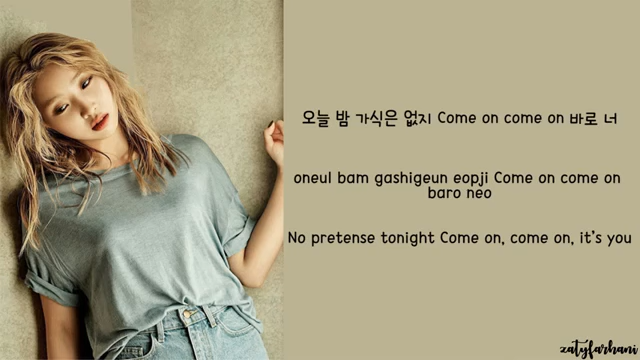 오늘 밤 가식은 없지 Come on come on 바로 너
oneul bam gashigeun eopji Come on come on
baro neo
No pretense tonight Come on, come on, it's you
zatyfarhani